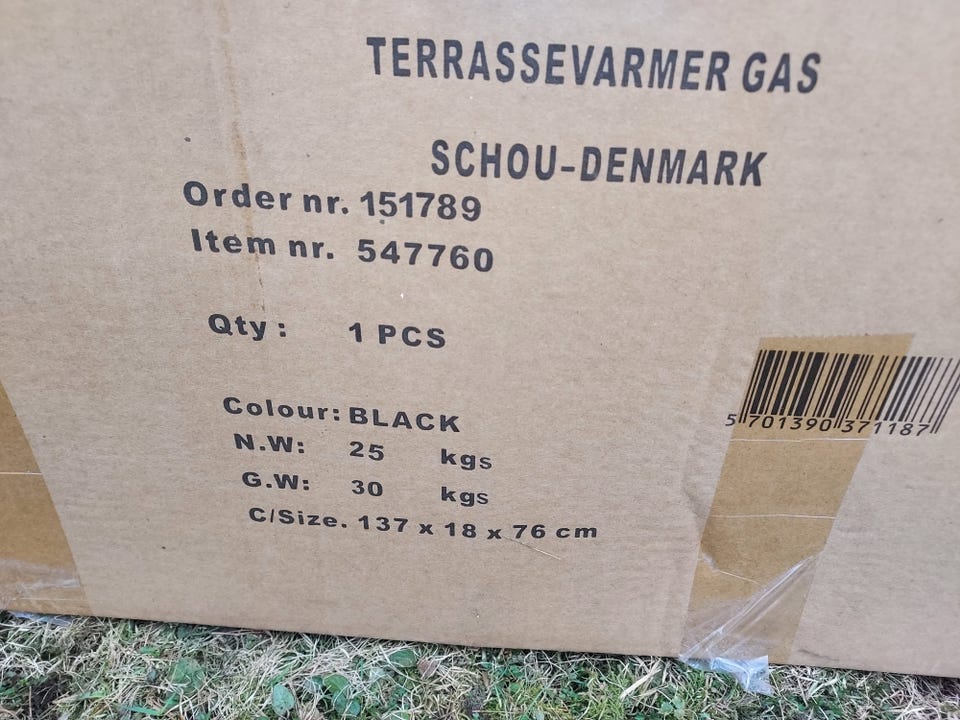 TERRASSEVARMER GAS
SCHOU-DENMARK
Order nr. 151789
Item nr. 547760
Qty : 1 PCS
Colour: BLACK
N.W: 25 kgs
G.W: 30 kgs
C/Size. 137 x 18 x 76 cm
5 701390 371187